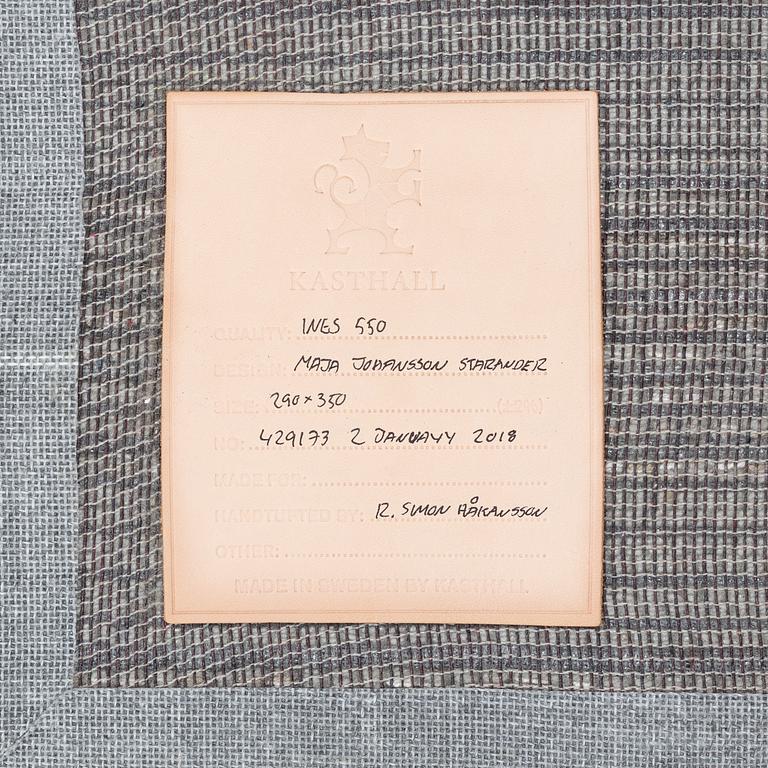 KASTHALL
QUALITY: INES 550
DESIGN: MAJA JOHANSSON STARANDER
SIZE: 290 x 350 (±2%)
NO: 429173 2 JANUARY 2018
MADE FOR:
HANDTUFTED BY: R. SIMON HÅKANSSON
OTHER:
MADE IN SWEDEN BY KASTHALL.